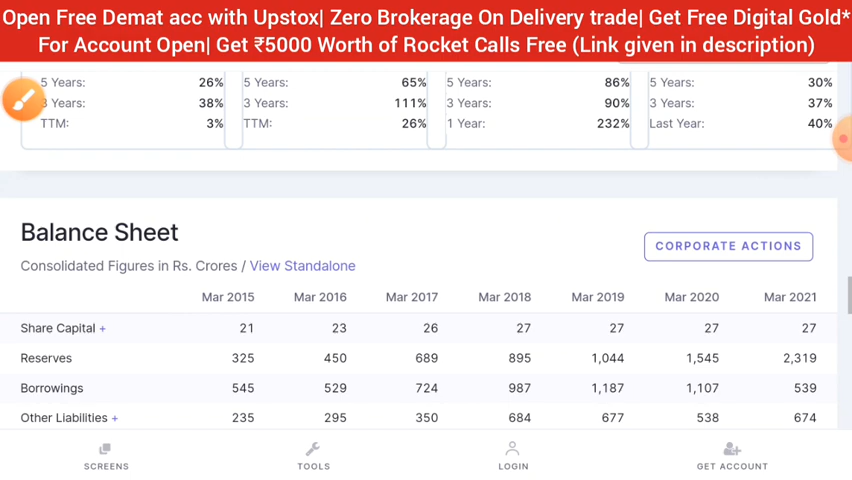 Open Free Demat acc with Upstox| Zero Brokerage On Delivery trade| Get Free Digital Gold*
For Account Open| Get ₹5000 Worth of Rocket Calls Free (Link given in description)
5 Years: 26% 5 Years: 65% 5 Years: 86% 5 Years: 30%
3 Years: 38% 3 Years: 111% 3 Years: 90% 3 Years: 37%
TTM: 3% TTM: 26% 1 Year: 232% Last Year: 40%
Balance Sheet
CORPORATE ACTIONS
Consolidated Figures in Rs. Crores / View Standalone
Mar 2015 Mar 2016 Mar 2017 Mar 2018 Mar 2019 Mar 2020 Mar 2021
Share Capital + 21 23 26 27 27 27 27
Reserves 325 450 689 895 1,044 1,545 2,319
Borrowings 545 529 724 987 1,187 1,107 539
Other Liabilities + 235 295 350 684 677 538 674
SCREENS TOOLS LOGIN GET ACCOUNT